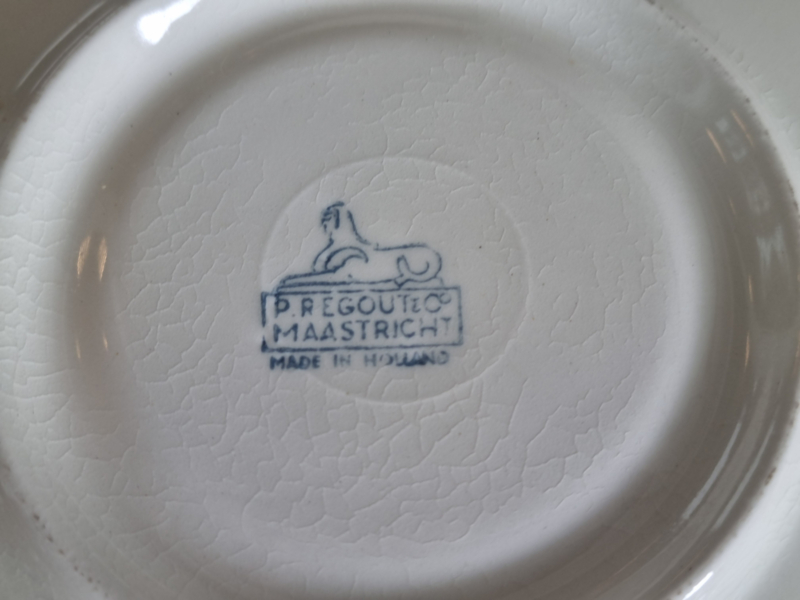 P. REGOUT & Co
MAASTRICHT
MADE IN HOLLAND